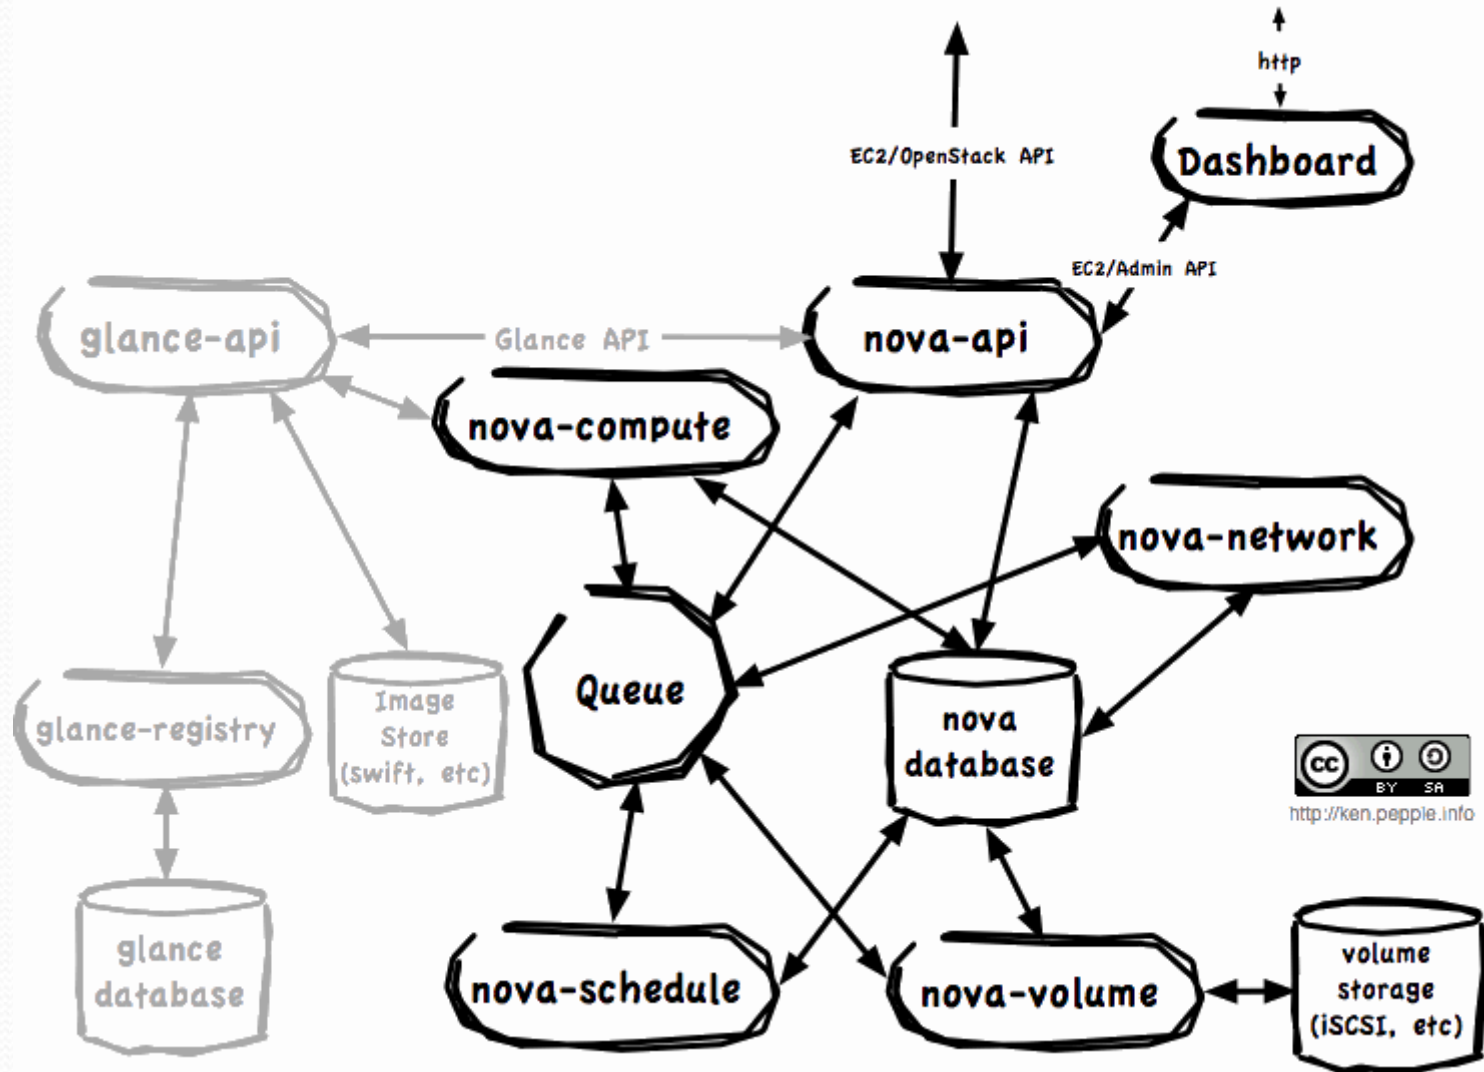 http
EC2/OpenStack API
Dashboard
EC2/Admin API
glance-api
Glance API
nova-api
nova-compute
nova-network
Queue
glance-registry
Image
Store
(swift, etc)
nova
database
cc
BY SA
http://ken.pepple.info
glance
database
nova-schedule
nova-volume
volume
storage
(iSCSI, etc)